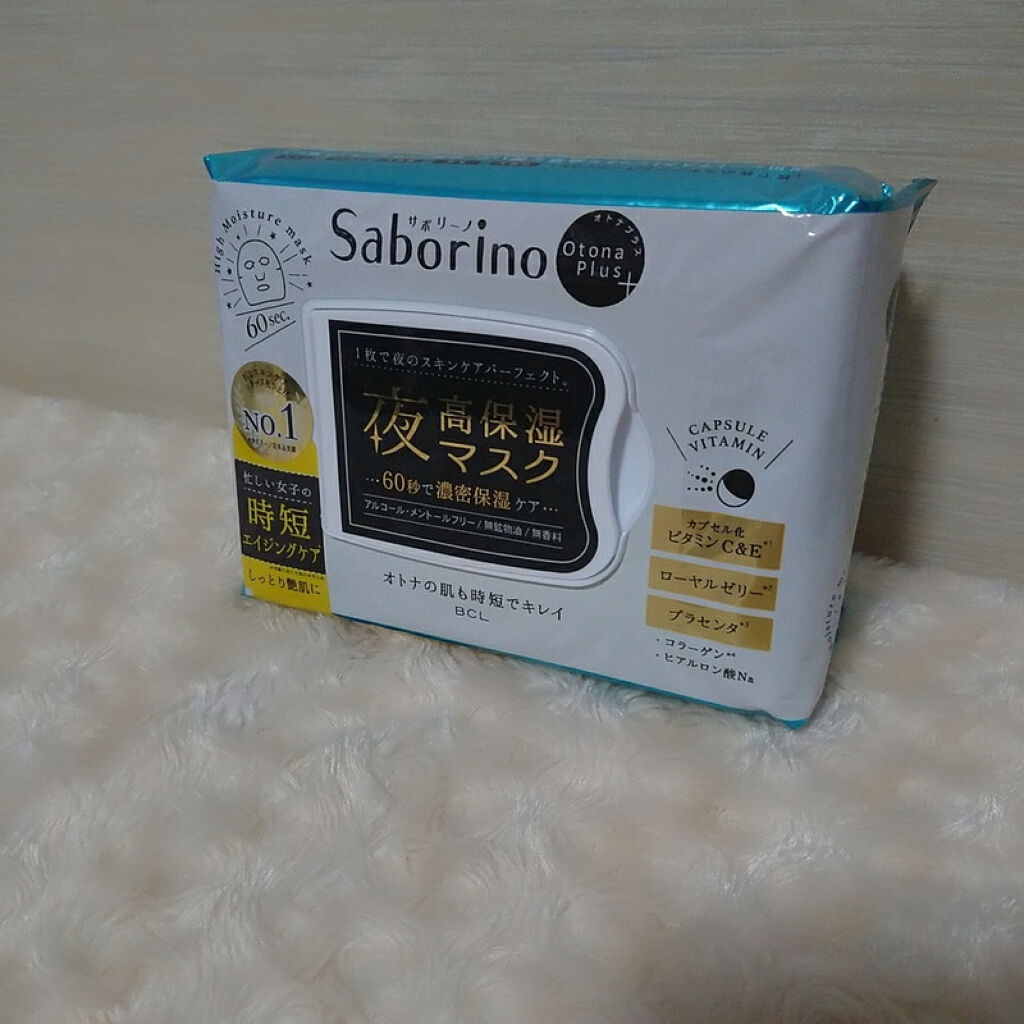 High Moisture mask
60sec.
サボリーノ
Saborino
オトナプラス
Otona
Plus+
NO.1
忙しい女子の
時短
エイジングケア
しっとり艶肌に
1枚で夜のスキンケアパーフェクト。
夜 高保湿
マスク
…60秒で濃密保湿ケア…
アルコール・メントールフリー/無鉱物油/無香料
オトナの肌も時短でキレイ
BCL
CAPSULE
VITAMIN
カプセル化
ビタミンC&E*1
ローヤルゼリー*2
プラセンタ*3
・コラーゲン*4
・ヒアルロン酸Na